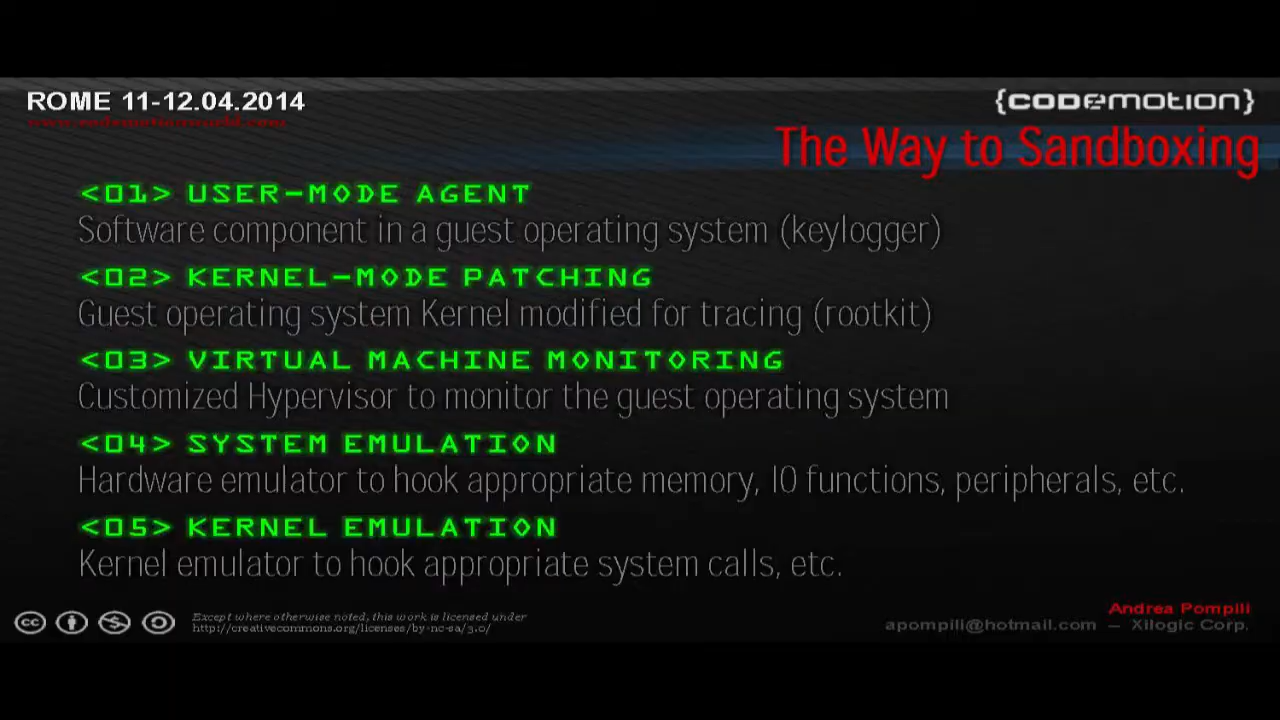 ROME 11-12.04.2014
{CODEMOTION}
www.codemotionworld.com
The Way to Sandboxing
<01> USER-MODE AGENT
Software component in a guest operating system (keylogger)
<02> KERNEL-MODE PATCHING
Guest operating system Kernel modified for tracing (rootkit)
<03> VIRTUAL MACHINE MONITORING
Customized Hypervisor to monitor the guest operating system
<04> SYSTEM EMULATION
Hardware emulator to hook appropriate memory, IO functions, peripherals, etc.
<05> KERNEL EMULATION
Kernel emulator to hook appropriate system calls, etc.
Except where otherwise noted, this work is licensed under
http://creativecommons.org/licenses/by-nc-sa/3.0/
Andrea Pompili
apompili@hotmail.com – Xilogic Corp.